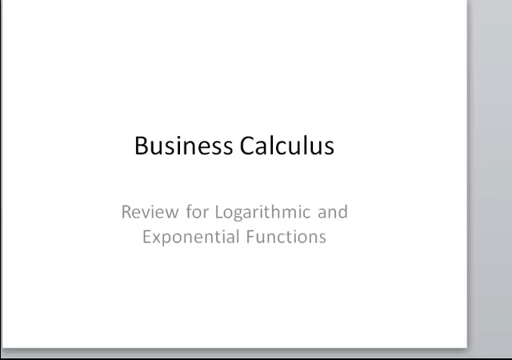 Business Calculus
Review for Logarithmic and
Exponential Functions